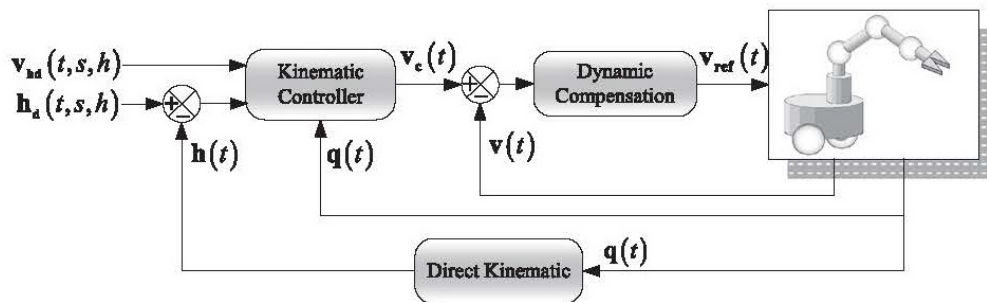 v_hd(t,s,h)
h_d(t,s,h)
+
−
h(t)
Kinematic
Controller
q(t)
v_c(t)
+
−
v(t)
Dynamic
Compensation
v_ref(t)
Direct Kinematic
q(t)